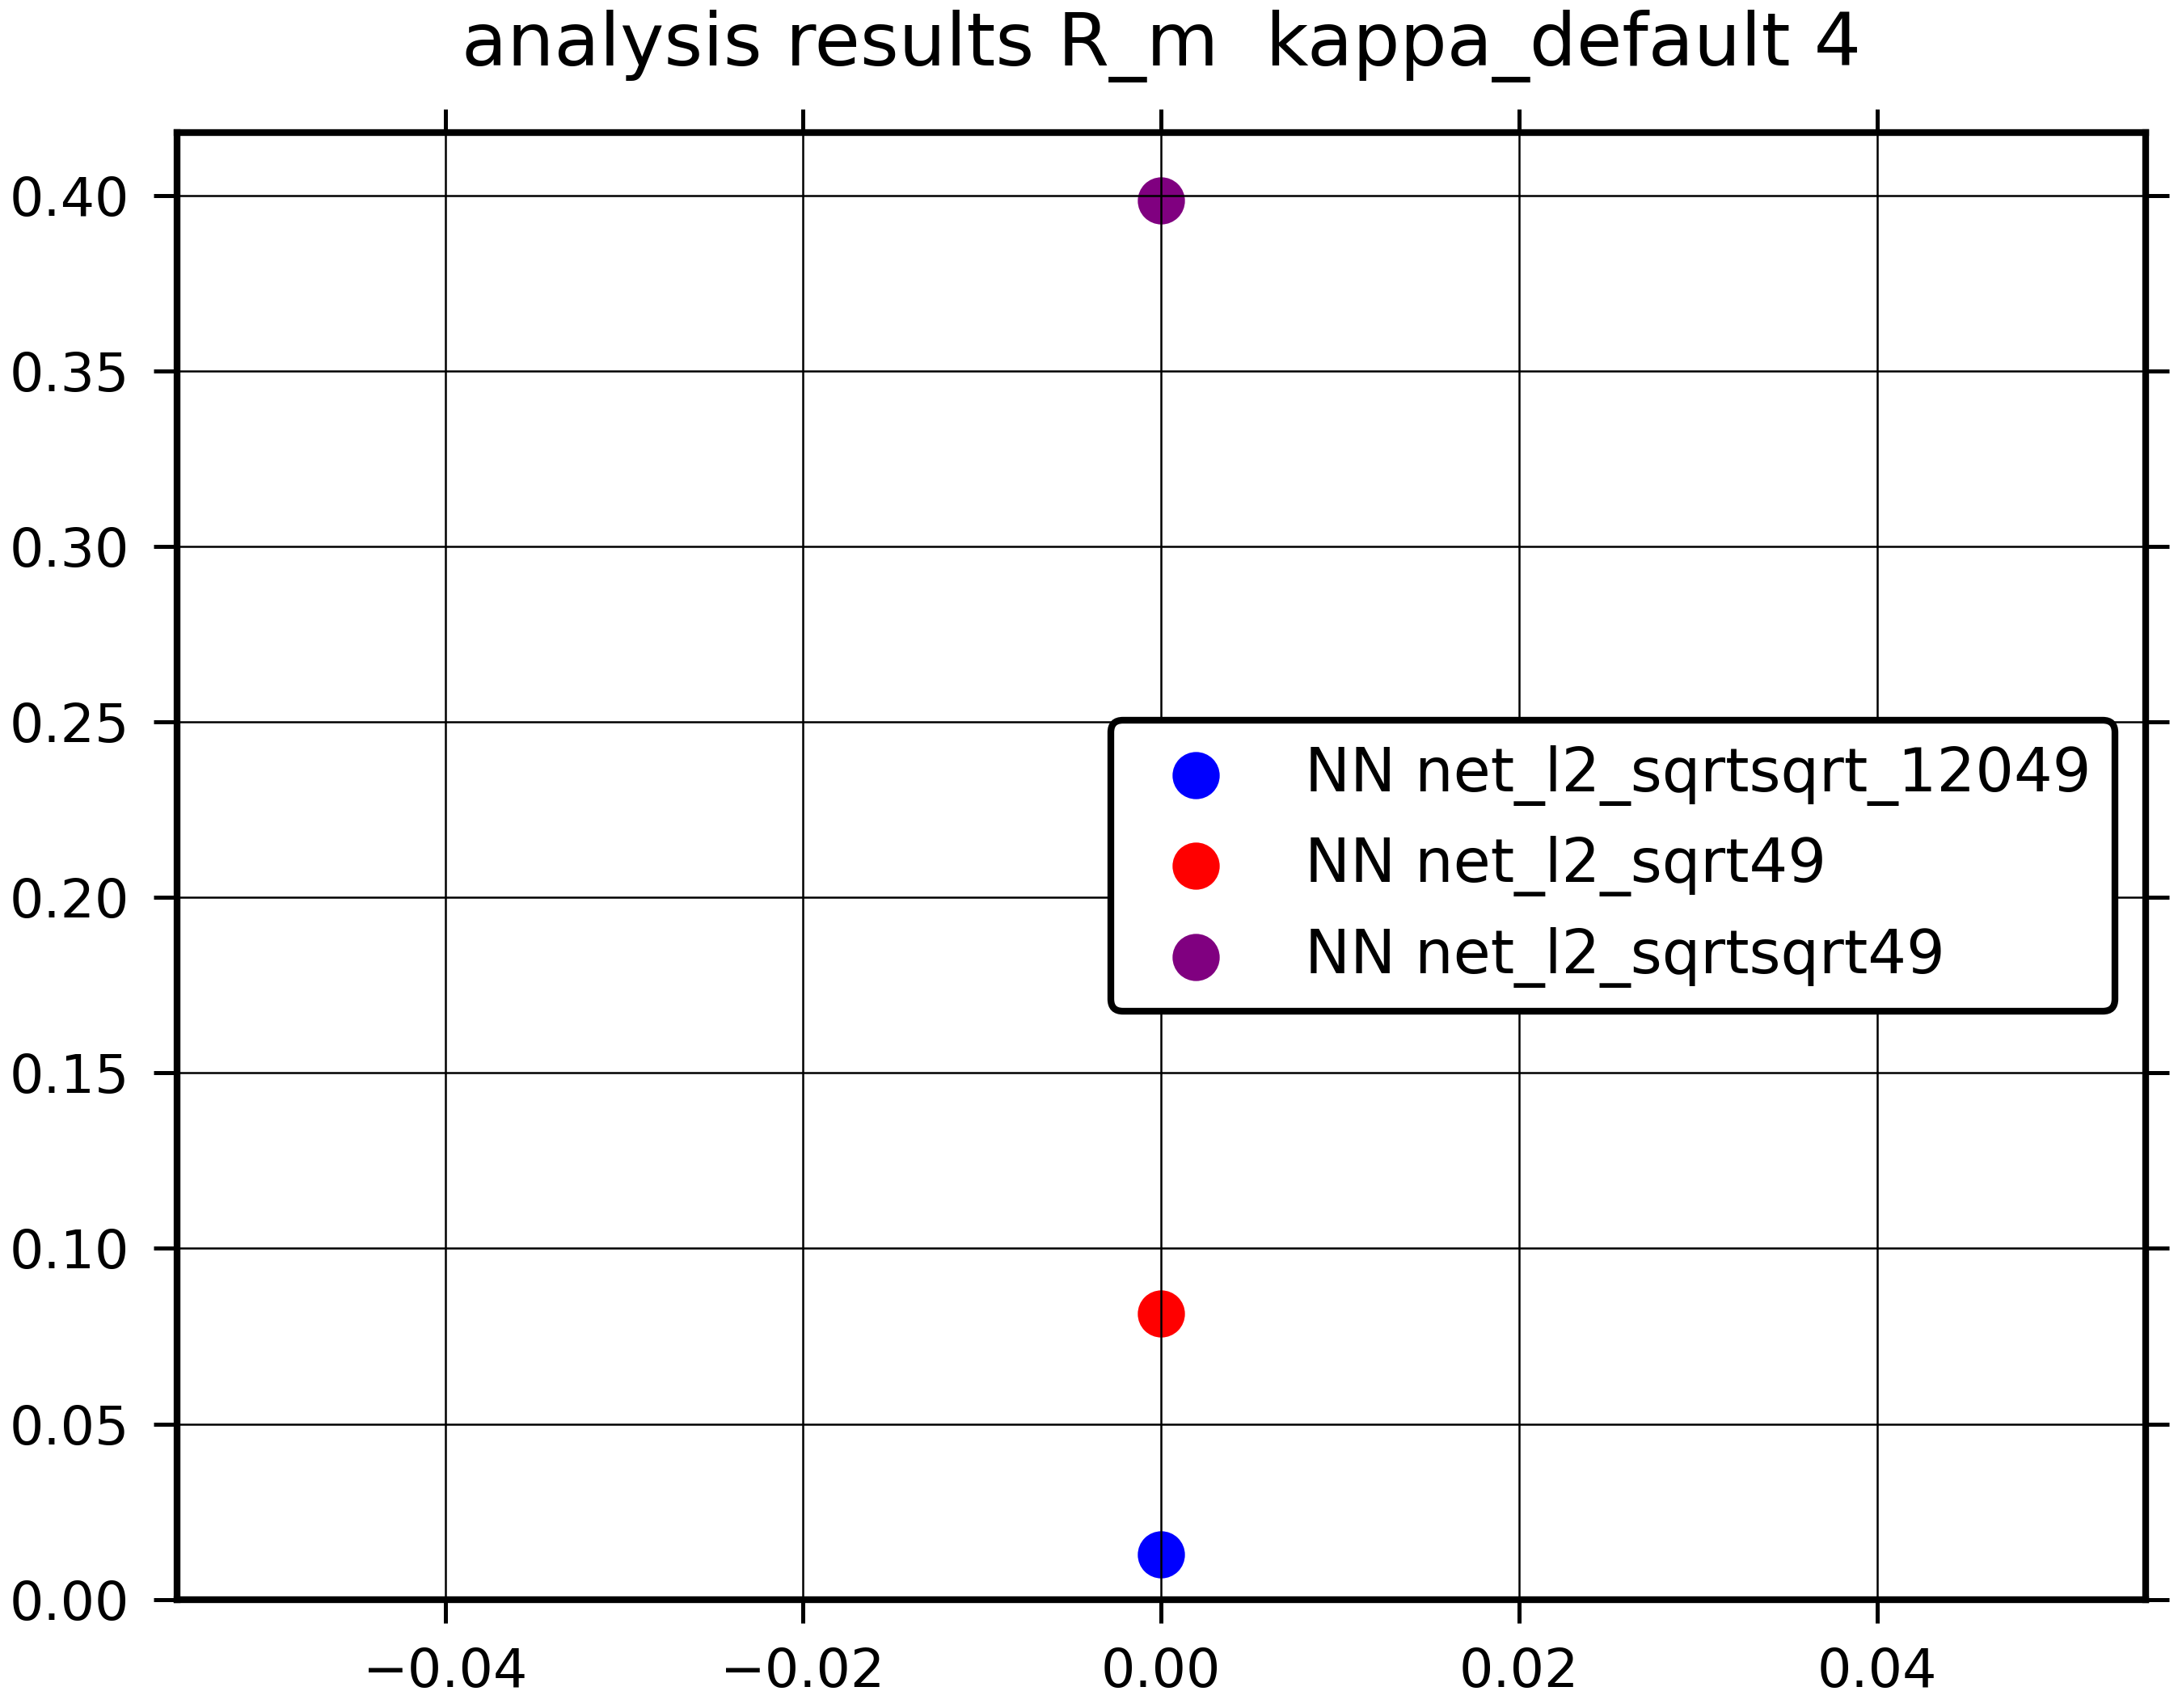 analysis results R_m  kappa_default 4
0.40
0.35
0.30
0.25
0.20
0.15
0.10
0.05
0.00
NN net_l2_sqrtsqrt_12049
NN net_l2_sqrt49
NN net_l2_sqrtsqrt49
−0.04 −0.02 0.00 0.02 0.04